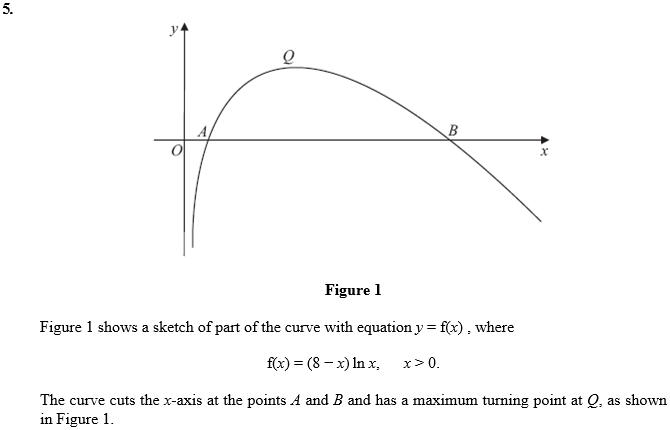 5.
y
Q
A
B
O
x
Figure 1
Figure 1 shows a sketch of part of the curve with equation y = f(x) , where
f(x) = (8 − x) ln x, x > 0.
The curve cuts the x-axis at the points A and B and has a maximum turning point at Q, as shown
in Figure 1.